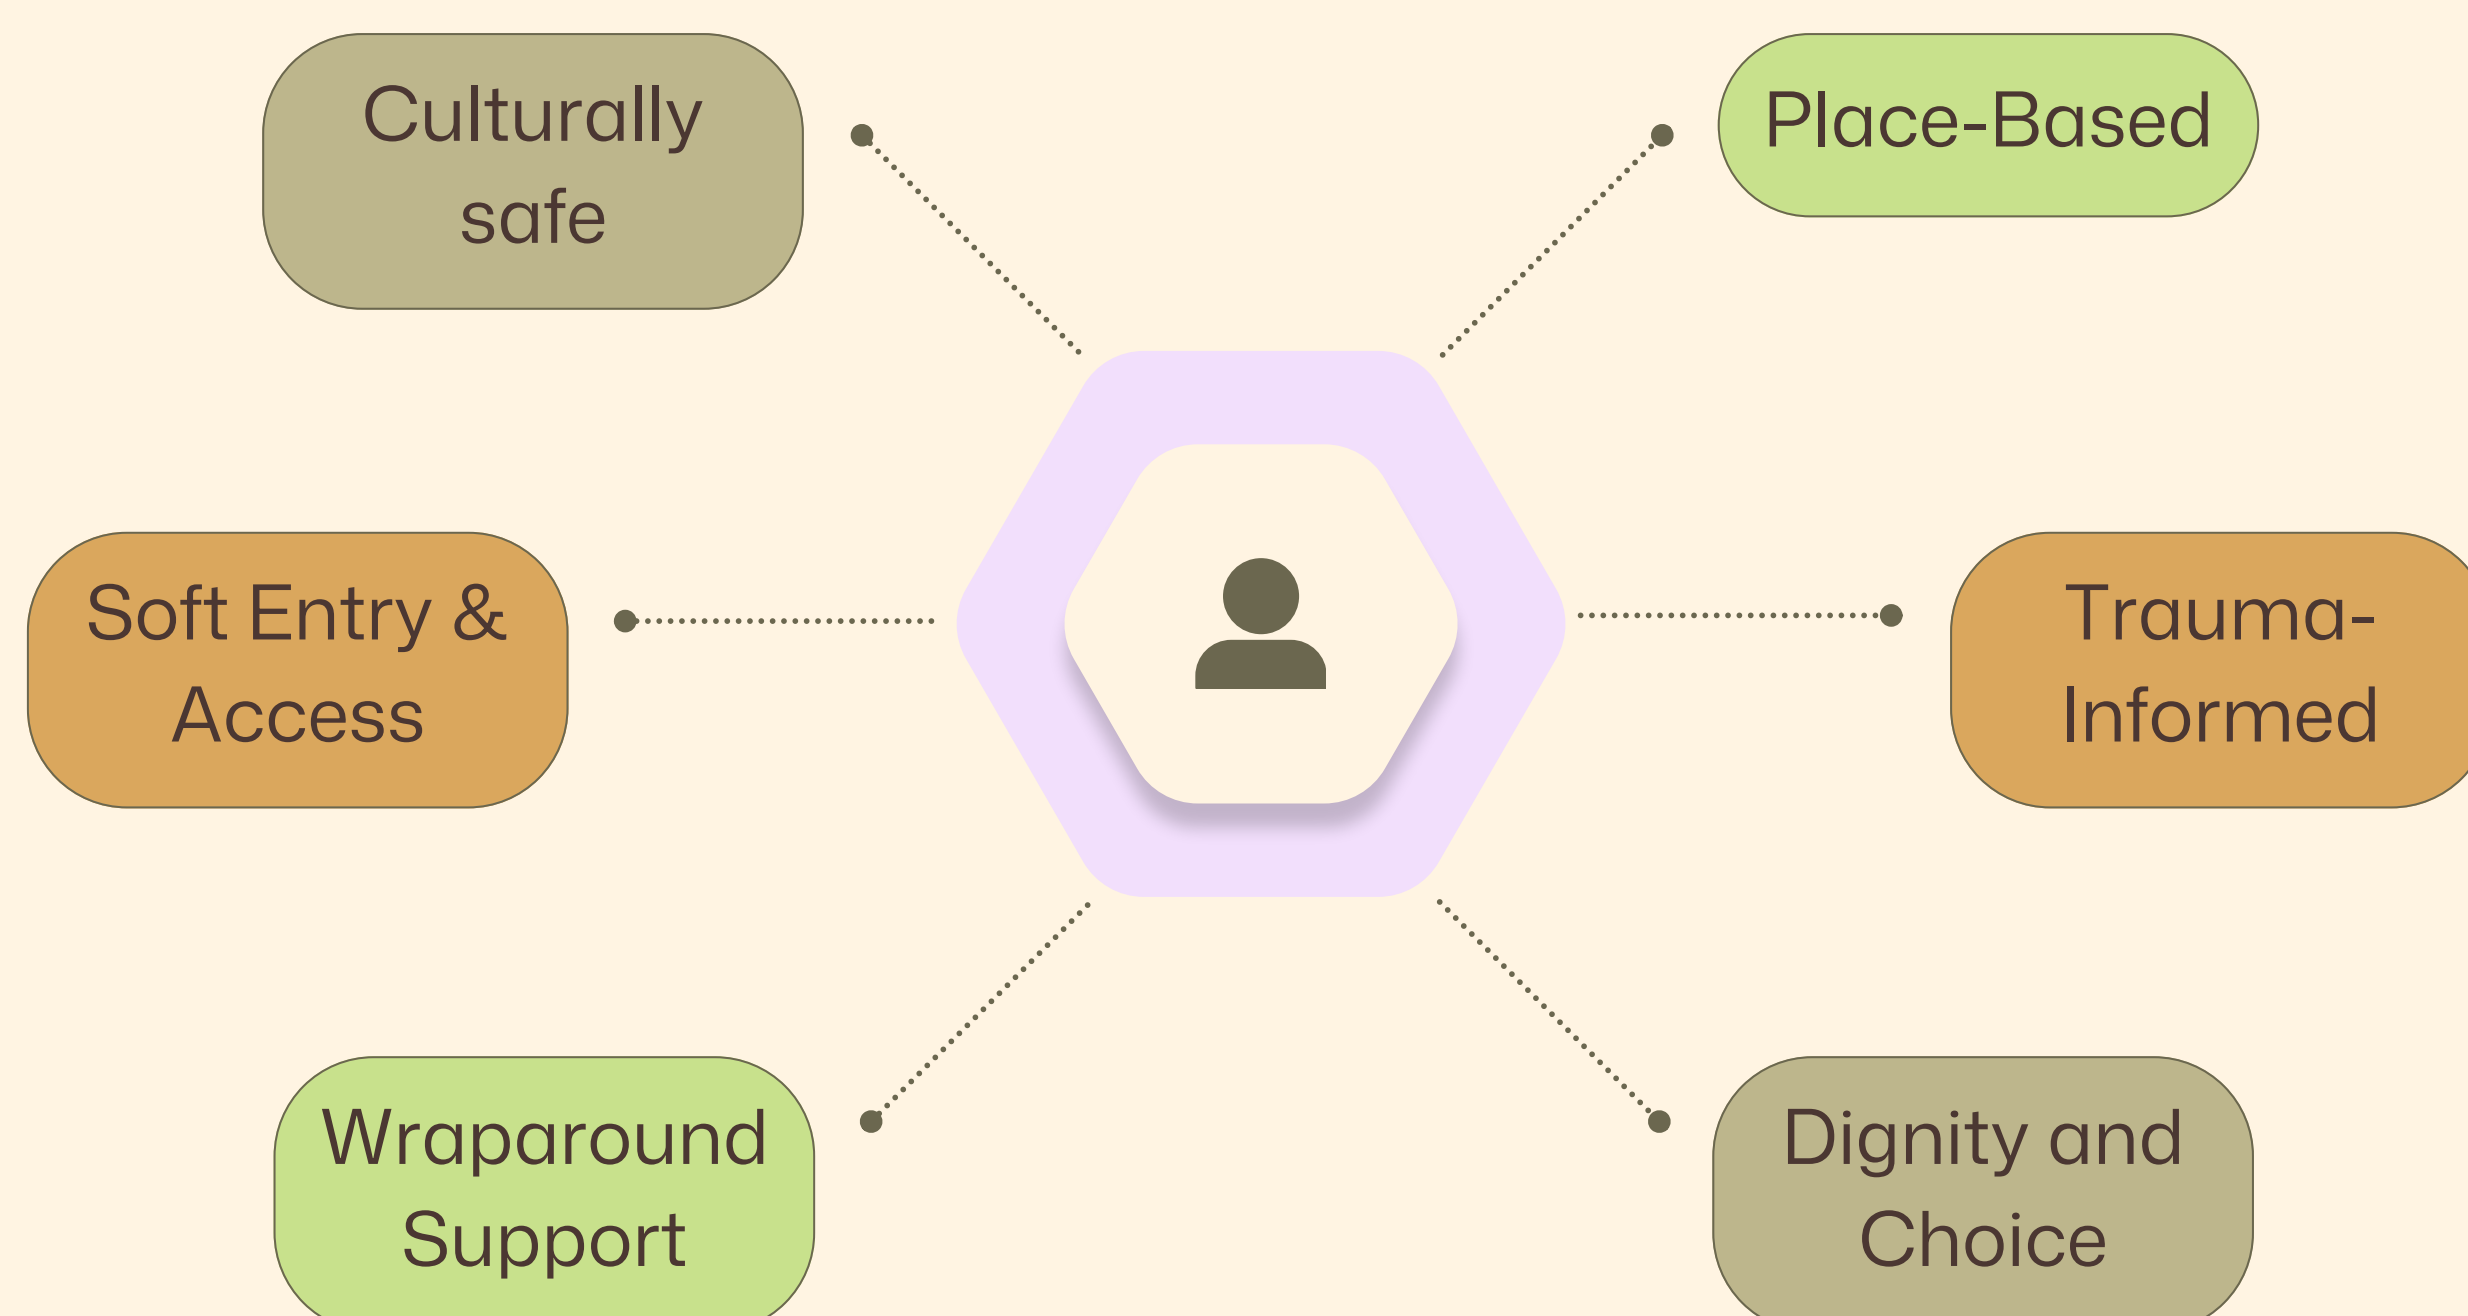 Culturally
safe
Place-Based
Soft Entry &
Access
Trauma-
Informed
Wraparound
Support
Dignity and
Choice